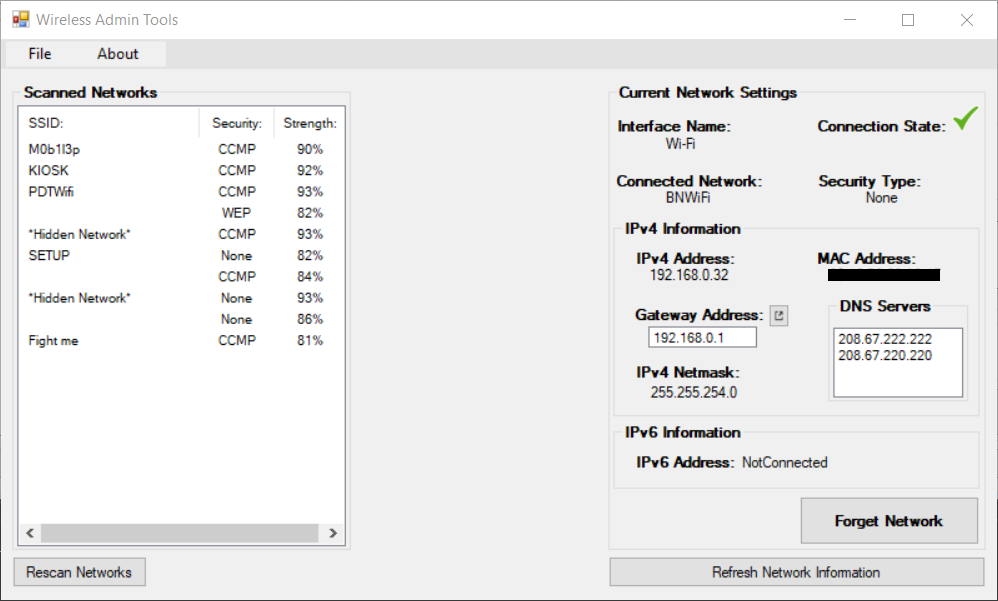 Wireless Admin Tools
File About
Scanned Networks
SSID: Security: Strength:
M0b1l3p CCMP 90%
KIOSK CCMP 92%
PDTWifi CCMP 93%
WEP 82%
*Hidden Network* CCMP 93%
SETUP None 82%
CCMP 84%
*Hidden Network* None 93%
None 86%
Fight me CCMP 81%
Rescan Networks
Current Network Settings
Interface Name: Connection State:
Wi-Fi
Connected Network: Security Type:
BNWiFi None
IPv4 Information
IPv4 Address: MAC Address:
192.168.0.32
Gateway Address:
192.168.0.1
IPv4 Netmask:
255.255.254.0
DNS Servers
208.67.222.222
208.67.220.220
IPv6 Information
IPv6 Address: NotConnected
Forget Network
Refresh Network Information